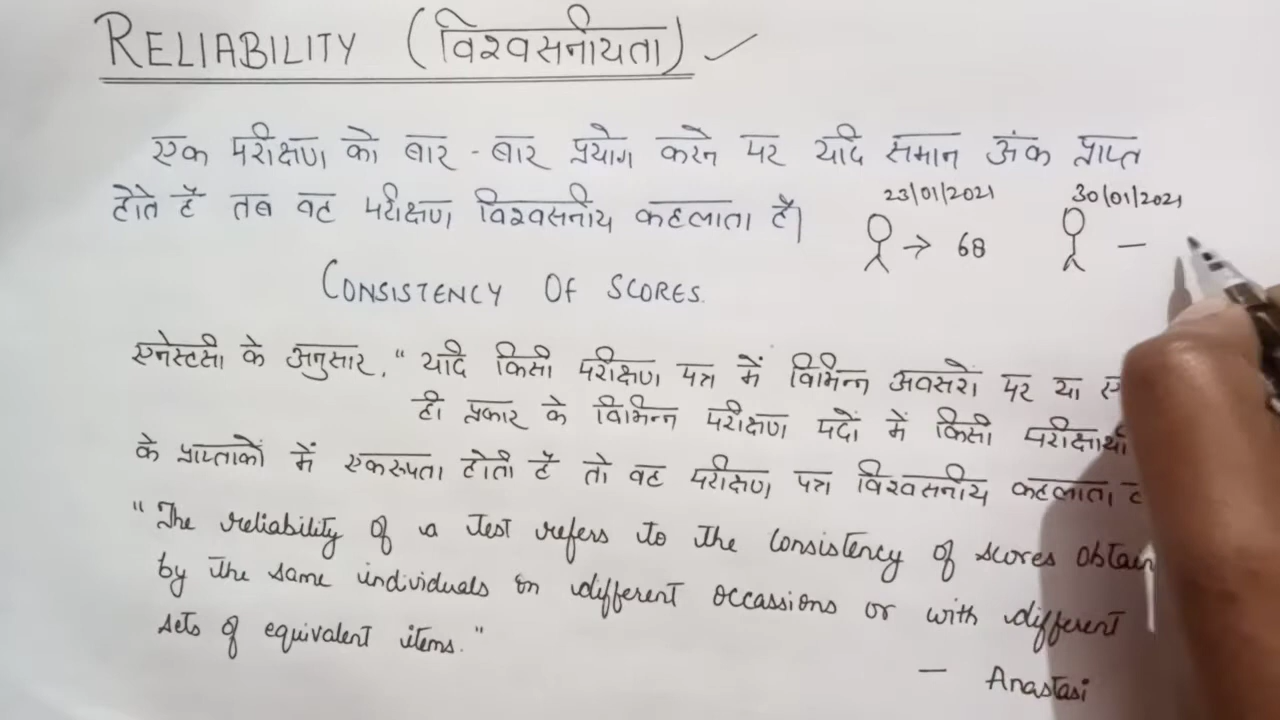 RELIABILITY (विश्वसनीयता)
एक परीक्षण को बार-बार प्रयोग करने पर यदि समान अंक प्राप्त
होते है तब वह परीक्षण विश्वसनीय कहलाता है।
23/01/2021 30/01/2021
→ 68 —
CONSISTENCY OF SCORES.
एनेस्टसी के अनुसार, "यदि किसी परीक्षण पत्र में विभिन्न अवसरों पर या
ही प्रकार के विभिन्न परीक्षण पदों में किसी परीक्षार्थी
के प्राप्ताकों में एकरूपता होती है तो वह परीक्षण पत्र विश्वसनीय कहलाता
"The reliability of a test refers to the consistency of scores obtain
by the same individuals on different occassions or with different
sets of equivalent items."
— Anastasi